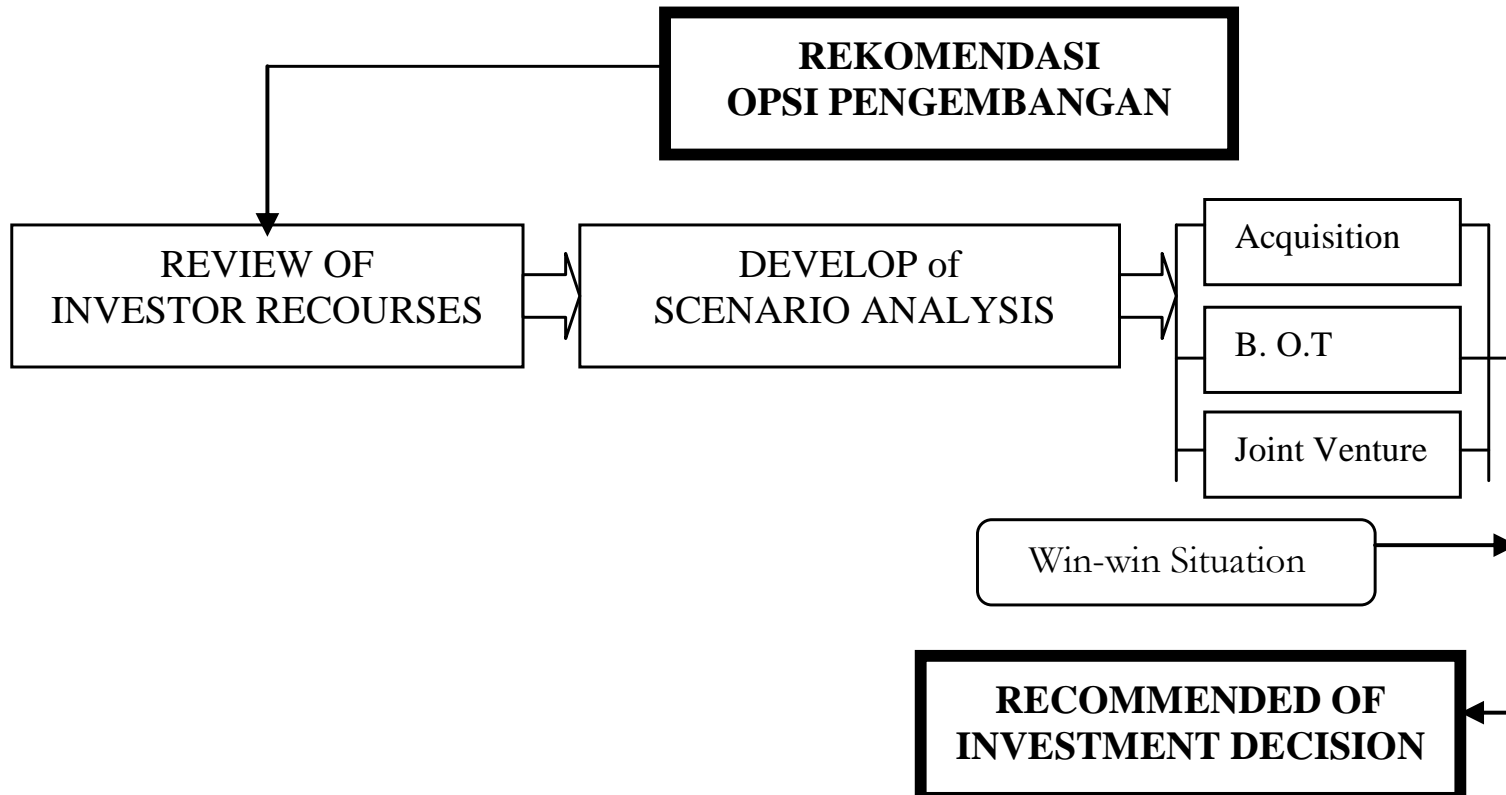 REKOMENDASI
OPSI PENGEMBANGAN
REVIEW OF
INVESTOR RECOURSES
DEVELOP of
SCENARIO ANALYSIS
Acquisition
B. O.T
Joint Venture
Win-win Situation
RECOMMENDED OF
INVESTMENT DECISION